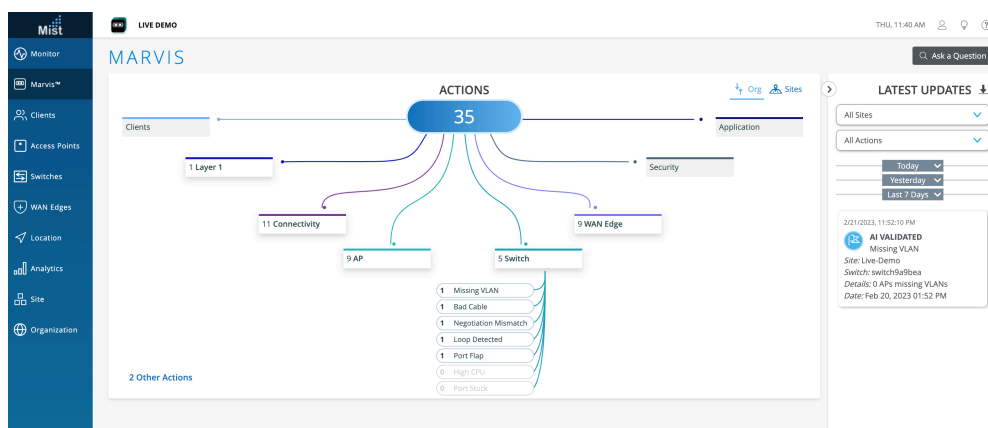 Mist
LIVE DEMO
THU, 11:40 AM
Monitor
Marvis™
Clients
Access Points
Switches
WAN Edges
Location
Analytics
Site
Organization
MARVIS
Ask a Question
ACTIONS
Org
Sites
35
Clients
Application
1 Layer 1
Security
11 Connectivity
9 WAN Edge
9 AP
5 Switch
1 Missing VLAN
1 Bad Cable
1 Negotiation Mismatch
1 Loop Detected
1 Port Flap
0 High CPU
0 Port Stuck
2 Other Actions
LATEST UPDATES
All Sites
All Actions
Today
Yesterday
Last 7 Days
2/21/2023, 11:52:10 PM
AI VALIDATED
Missing VLAN
Site: Live-Demo
Switch: switch9a9bea
Details: 0 APs missing VLANs
Date: Feb 20, 2023 01:52 PM